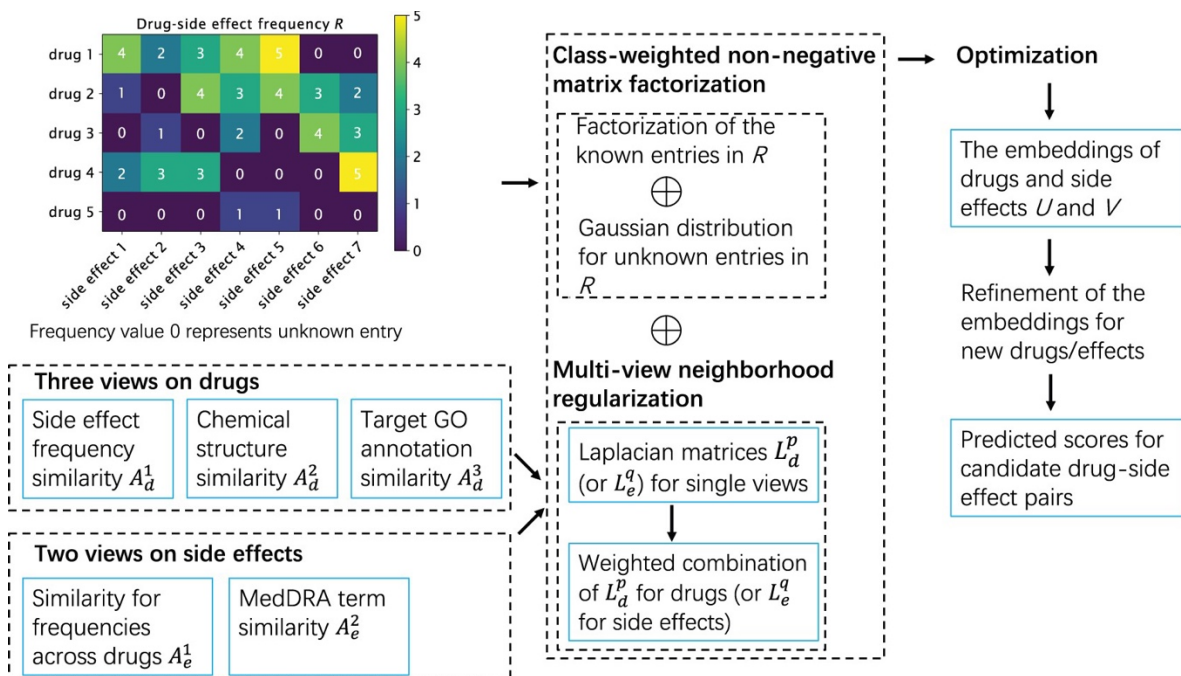 Drug-side effect frequency R
drug 1
4 2 3 4 5 0 0
drug 2
1 0 4 3 4 3 2
drug 3
0 1 0 2 0 4 3
drug 4
2 3 3 0 0 0 5
drug 5
0 0 0 1 1 0 0
side effect 1
side effect 2
side effect 3
side effect 4
side effect 5
side effect 6
side effect 7
5
4
3
2
1
0
Frequency value 0 represents unknown entry
Three views on drugs
Side effect
frequency
similarity A_d^1
Chemical
structure
similarity A_d^2
Target GO
annotation
similarity A_d^3
Two views on side effects
Similarity for
frequencies
across drugs A_e^1
MedDRA term
similarity A_e^2
Class-weighted non-negative
matrix factorization
Factorization of the
known entries in R
⊕
Gaussian distribution
for unknown entries in
R
⊕
Multi-view neighborhood
regularization
Laplacian matrices L_d^p
(or L_e^q) for single views
Weighted combination
of L_d^p for drugs (or L_e^q
for side effects)
Optimization
The embeddings of
drugs and side
effects U and V
Refinement of the
embeddings for
new drugs/effects
Predicted scores for
candidate drug-side
effect pairs